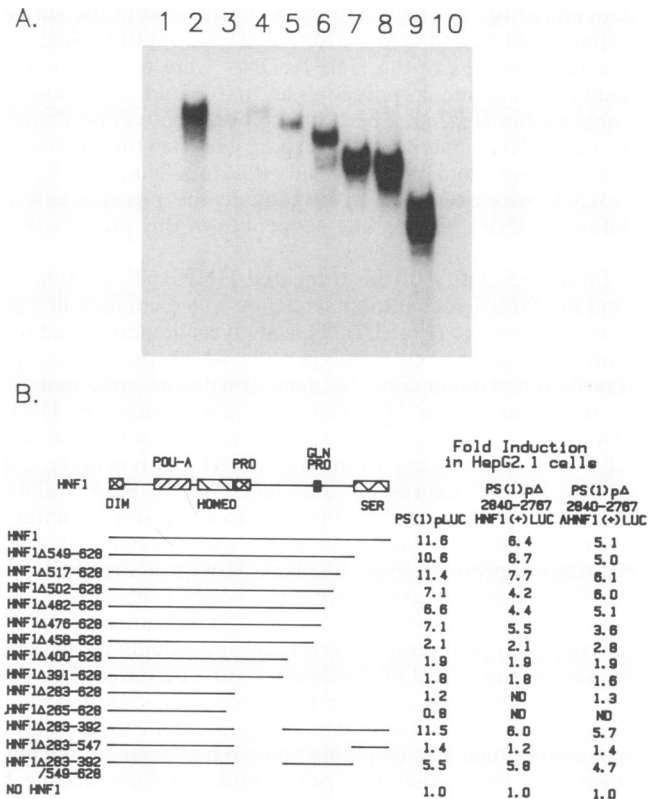 A.
1 2 3 4 5 6 7 8 9 10
B.
Fold Induction
in HepG2.1 cells
POU-A PRO GLN PRO
HNF1
DIM HOMEO SER
PS(1)pLUC PS(1)pΔ 2840-2767 HNF1(+)LUC PS(1)pΔ 2840-2767 AHNF1(+)LUC
HNF1 11.6 6.4 5.1
HNF1Δ549-628 10.6 6.7 5.0
HNF1Δ517-628 11.4 7.7 6.1
HNF1Δ502-628 7.1 4.2 6.0
HNF1Δ482-628 6.6 4.4 5.1
HNF1Δ476-628 7.1 5.5 3.6
HNF1Δ458-628 2.1 2.1 2.8
HNF1Δ400-628 1.9 1.9 1.9
HNF1Δ391-628 1.8 1.8 1.6
HNF1Δ283-628 1.2 ND 1.3
HNF1Δ265-628 0.8 ND ND
HNF1Δ283-392 11.5 6.0 5.7
HNF1Δ283-547 1.4 1.2 1.4
HNF1Δ283-392 5.5 5.8 4.7
/549-628
NO HNF1 1.0 1.0 1.0